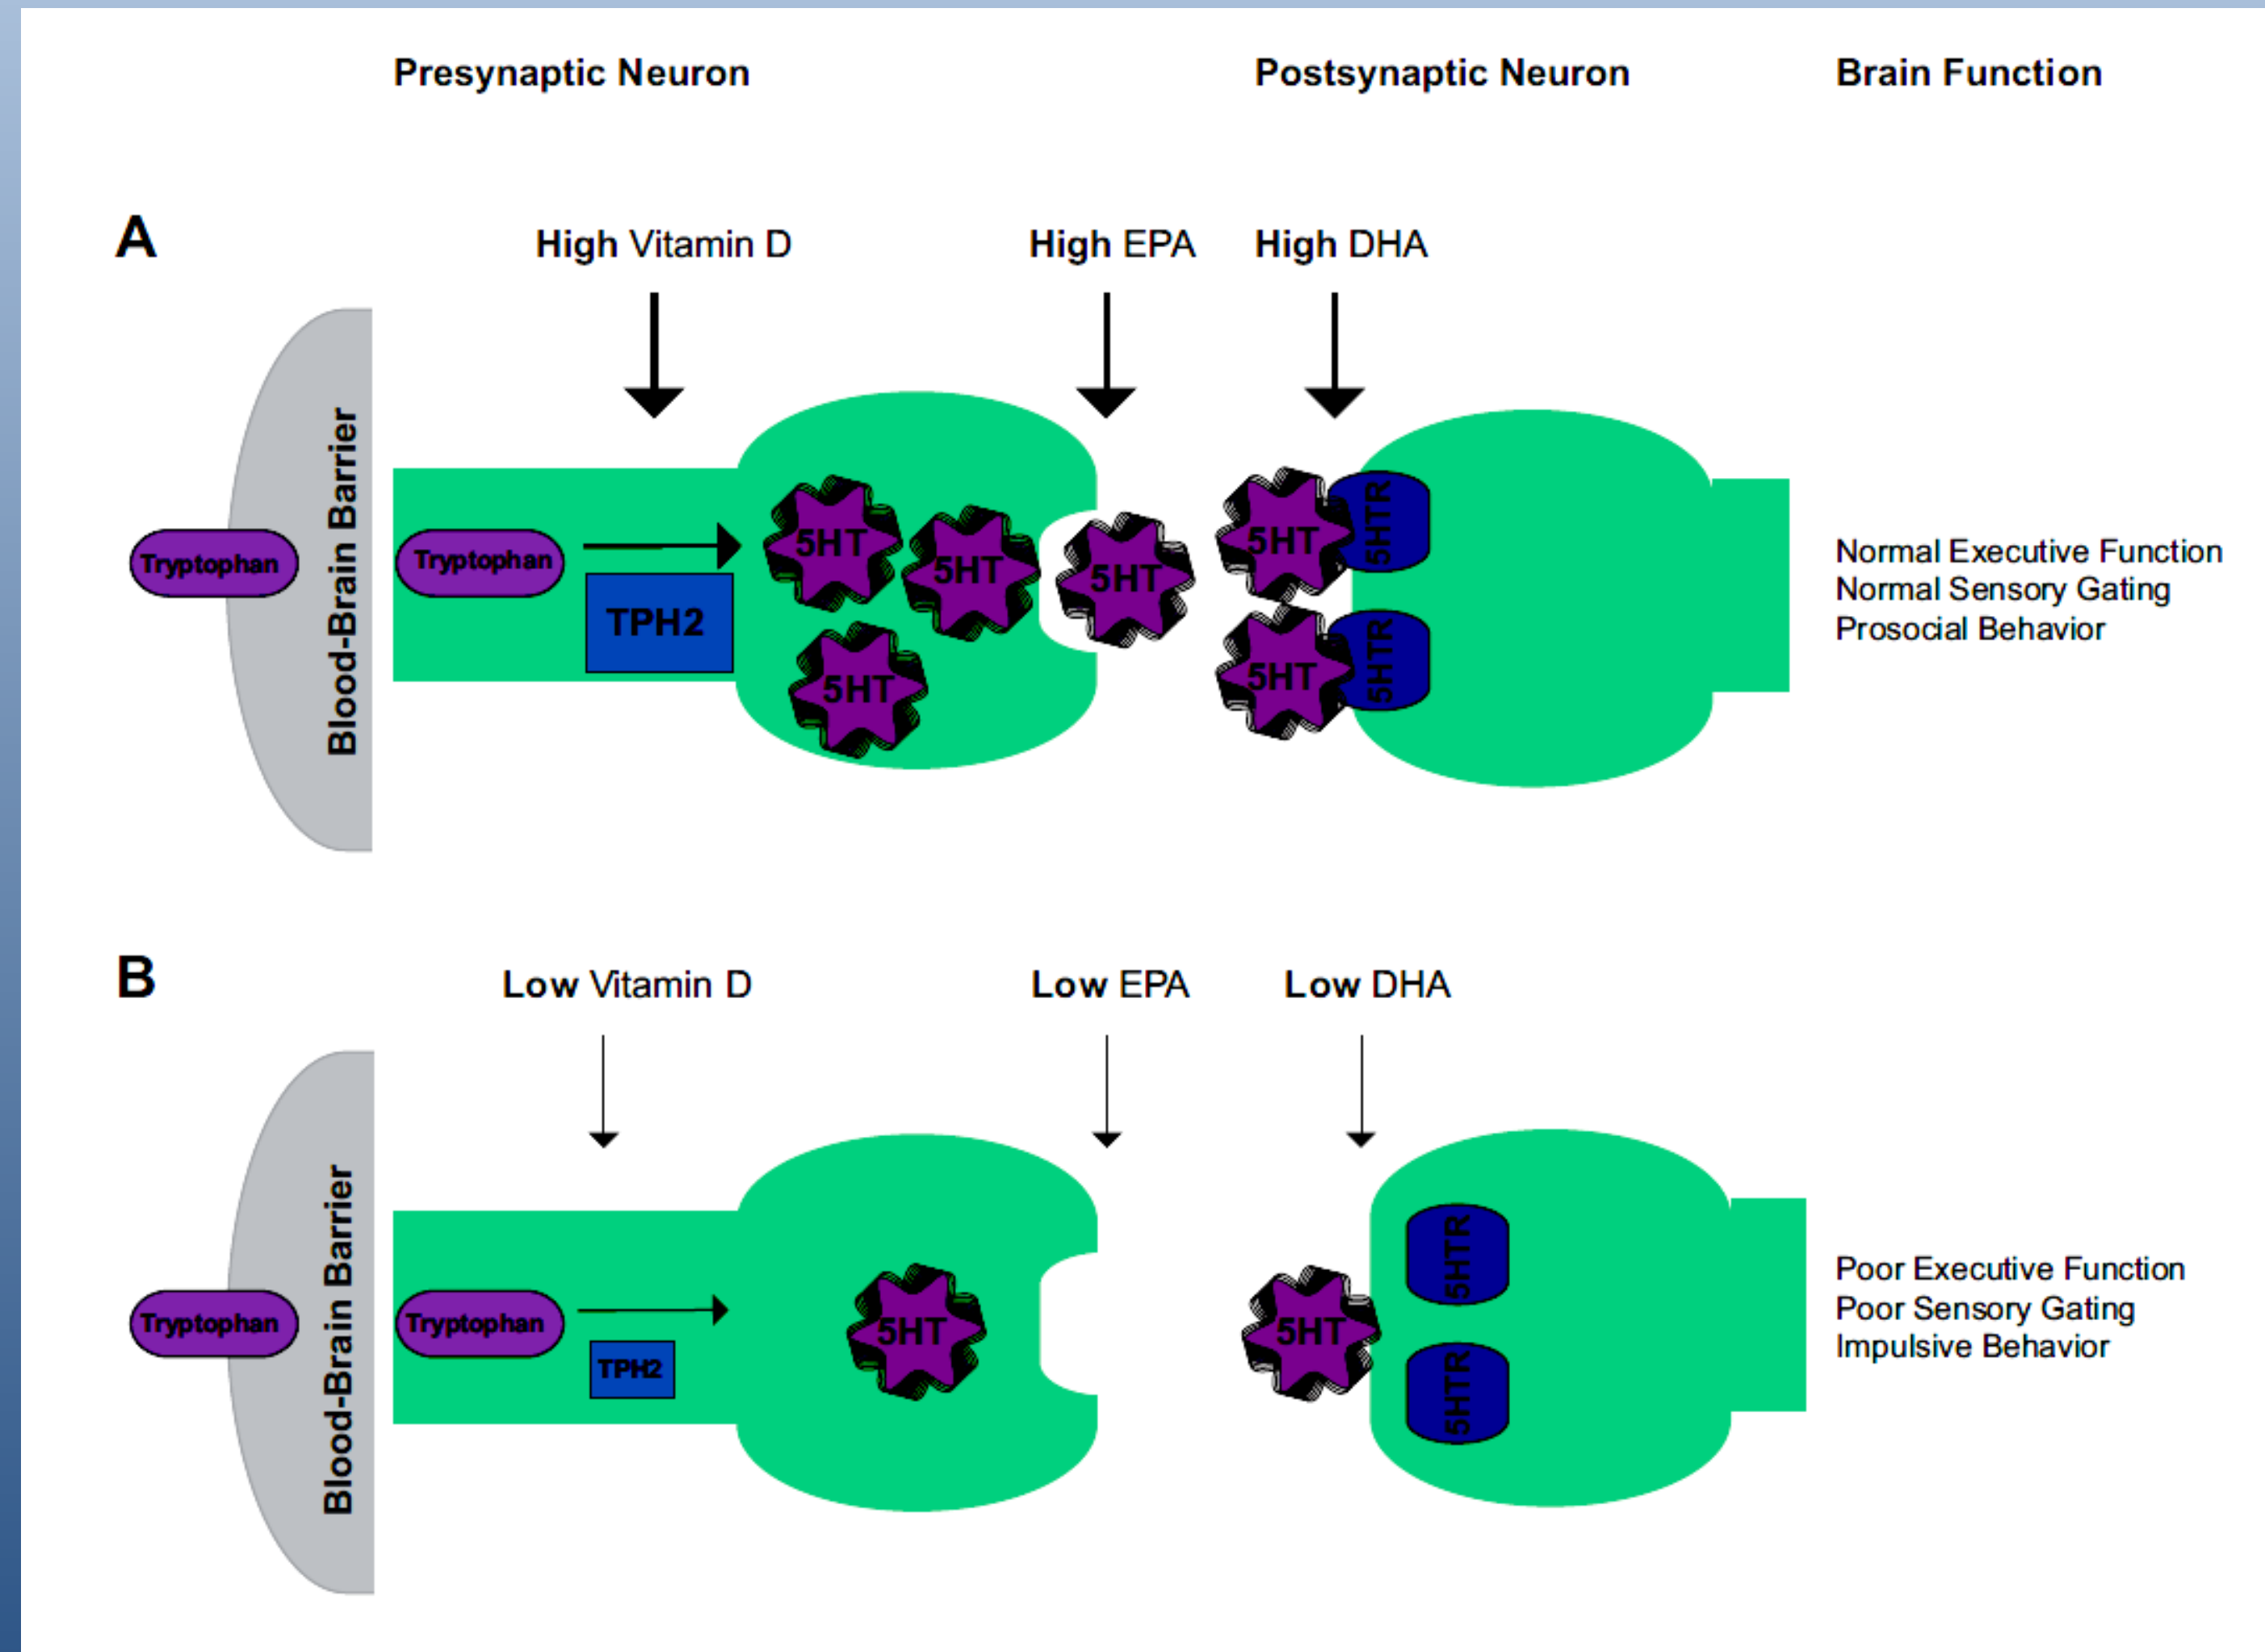 Presynaptic Neuron
Postsynaptic Neuron
Brain Function
A
High Vitamin D
High EPA
High DHA
Blood-Brain Barrier
Tryptophan
Tryptophan
TPH2
5HT
5HT
5HT
5HT
5HT
5HT
5HTR
5HTR
Normal Executive Function
Normal Sensory Gating
Prosocial Behavior
B
Low Vitamin D
Low EPA
Low DHA
Blood-Brain Barrier
Tryptophan
Tryptophan
TPH2
5HT
5HT
5HTR
5HTR
Poor Executive Function
Poor Sensory Gating
Impulsive Behavior